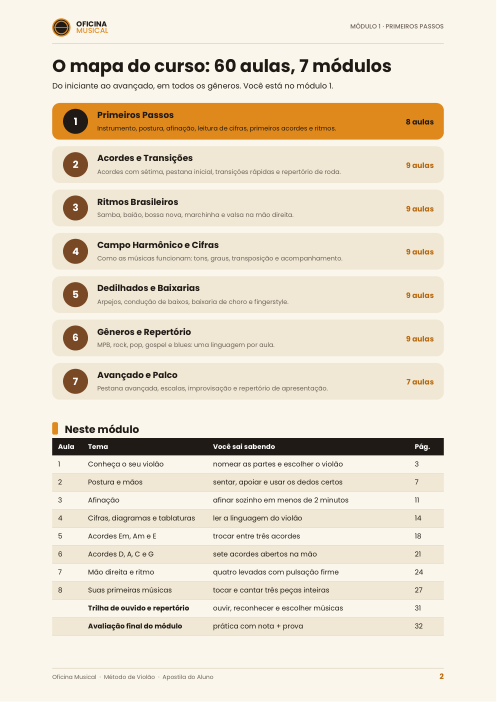 OFICINA
MUSICAL
MÓDULO 1 · PRIMEIROS PASSOS
O mapa do curso: 60 aulas, 7 módulos
Do iniciante ao avançado, em todos os gêneros. Você está no módulo 1.
1 Primeiros Passos 8 aulas
Instrumento, postura, afinação, leitura de cifras, primeiros acordes e ritmos.
2 Acordes e Transições 9 aulas
Acordes com sétima, pestana inicial, transições rápidas e repertório de roda.
3 Ritmos Brasileiros 9 aulas
Samba, baião, bossa nova, marchinha e valsa na mão direita.
4 Campo Harmônico e Cifras 9 aulas
Como as músicas funcionam: tons, graus, transposição e acompanhamento.
5 Dedilhados e Baixarias 9 aulas
Arpejos, condução de baixos, baixaria de choro e fingerstyle.
6 Gêneros e Repertório 9 aulas
MPB, rock, pop, gospel e blues: uma linguagem por aula.
7 Avançado e Palco 7 aulas
Pestana avançada, escalas, improvisação e repertório de apresentação.
Neste módulo
Aula Tema Você sai sabendo Pág.
1 Conheça o seu violão nomear as partes e escolher o violão 3
2 Postura e mãos sentar, apoiar e usar os dedos certos 7
3 Afinação afinar sozinho em menos de 2 minutos 11
4 Cifras, diagramas e tablaturas ler a linguagem do violão 14
5 Acordes Em, Am e E trocar entre três acordes 18
6 Acordes D, A, C e G sete acordes abertos na mão 21
7 Mão direita e ritmo quatro levadas com pulsação firme 24
8 Suas primeiras músicas tocar e cantar três peças inteiras 27
Trilha de ouvido e repertório ouvir, reconhecer e escolher músicas 31
Avaliação final do módulo prática com nota + prova 32
Oficina Musical · Método de Violão · Apostila do Aluno 2